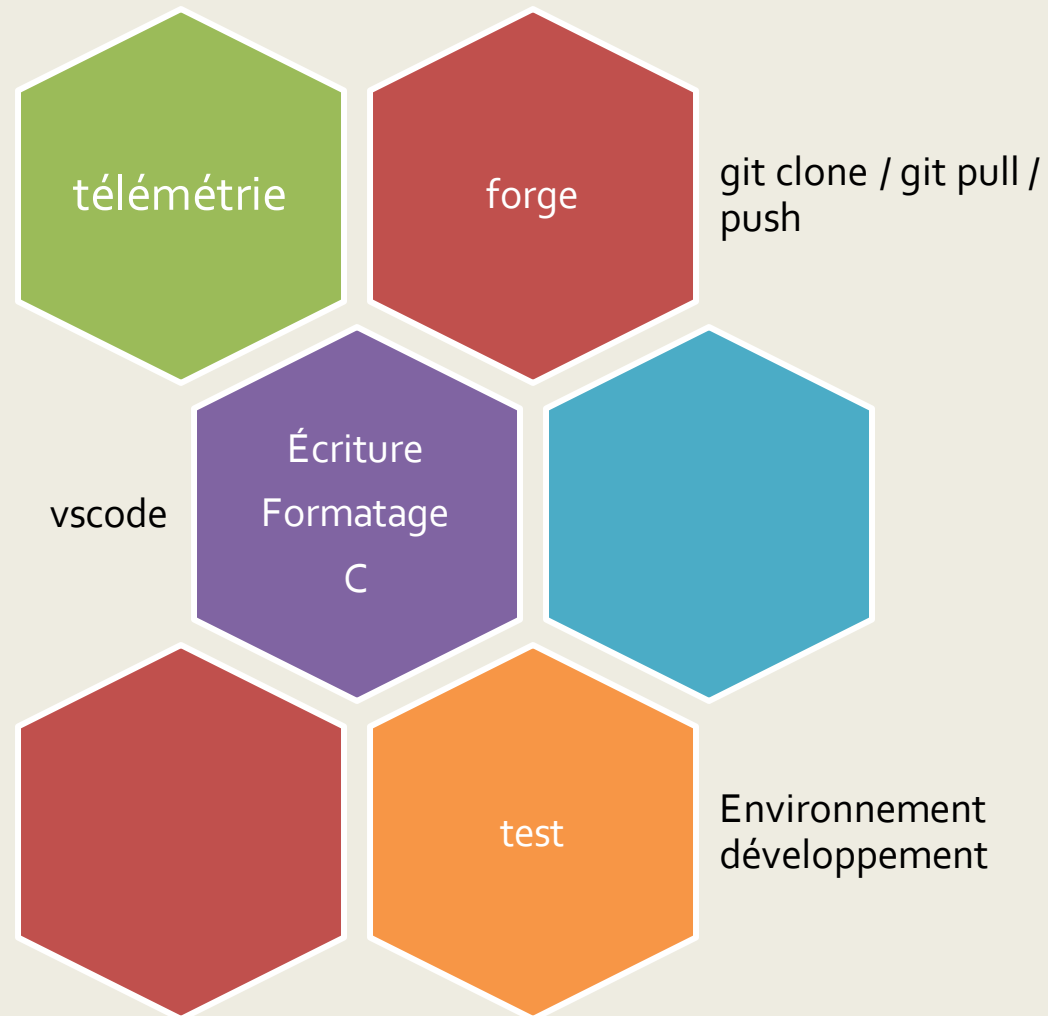 télémétrie
forge
git clone / git pull /
push
vscode
Écriture
Formatage
C
test
Environnement
développement